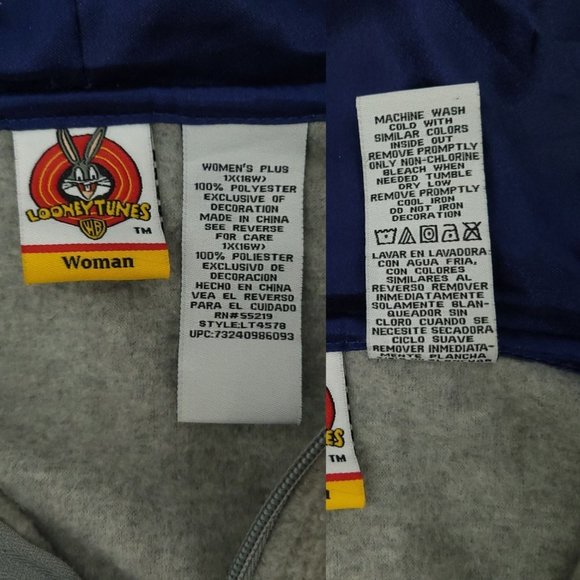 LOONEY TUNES
WB
TM
Woman
WOMEN'S PLUS
1X(16W)
100% POLYESTER
EXCLUSIVE OF
DECORATION
MADE IN CHINA
SEE REVERSE
FOR CARE
1X(16W)
100% POLIESTER
EXCLUSIVO DE
DECORACION
HECHO EN CHINA
VEA EL REVERSO
PARA EL CUIDADO
RN#55219
STYLE:LT4578
UPC:73240986093
MACHINE WASH
COLD WITH
SIMILAR COLORS
INSIDE OUT
REMOVE PROMPTLY
ONLY NON-CHLORINE
BLEACH WHEN
NEEDED TUMBLE
DRY LOW
REMOVE PROMPTLY
COOL IRON
DO NOT IRON
DECORATION
LAVAR EN LAVADORA
CON AGUA FRIA,
CON COLORES
SIMILARES AL
REVERSO REMOVER
INMEDIATAMENTE
SOLAMENTE BLAN-
QUEADOR SIN
CLORO CUANDO SE
NECESITE SECADORA
CICLO SUAVE
REMOVER INMEDIATA-
MENTE PLANCHA
ES
TM